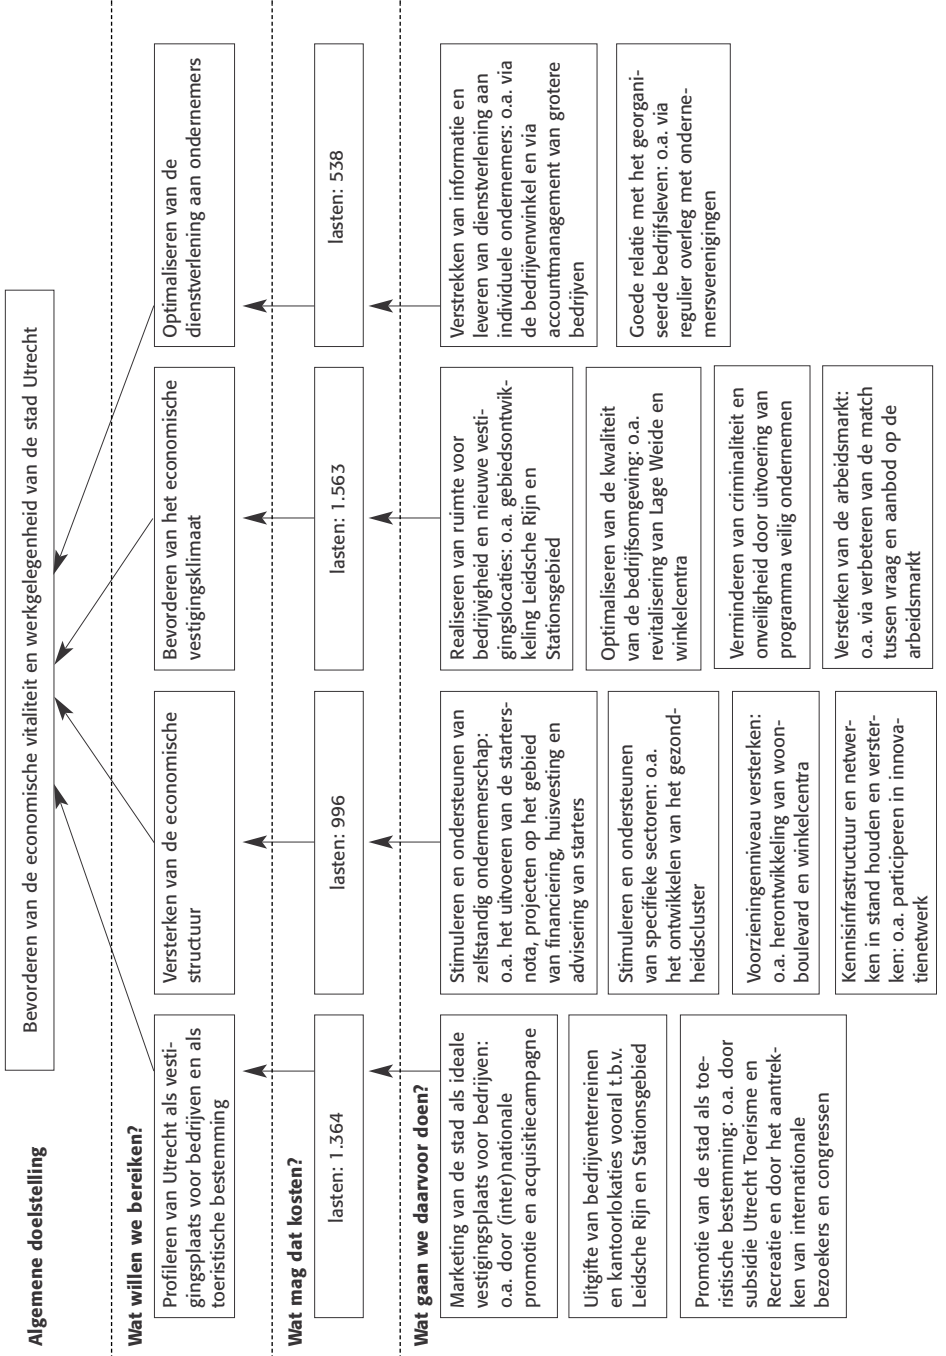 Algemene doelstelling
Bevorderen van de economische vitaliteit en werkgelegenheid van de stad Utrecht
Wat willen we bereiken?
Profileren van Utrecht als vesti-
gingsplaats voor bedrijven en als
toeristische bestemming
Versterken van de economische
structuur
Bevorderen van het economische
vestigingsklimaat
Optimaliseren van de
dienstverlening aan ondernemers
Wat mag dat kosten?
lasten: 1.364
lasten: 996
lasten: 1.563
lasten: 538
Wat gaan we daarvoor doen?
Marketing van de stad als ideale
vestigingsplaats voor bedrijven:
o.a. door (inter)nationale
promotie en acquisitiecampagne
Uitgifte van bedrijventerreinen
en kantoorlokaties vooral t.b.v.
Leidsche Rijn en Stationsgebied
Promotie van de stad als toe-
ristische bestemming: o.a. door
subsidie Utrecht Toerisme en
Recreatie en door het aantrek-
ken van internationale
bezoekers en congressen
Stimuleren en ondersteunen van
zelfstandig ondernemerschap:
o.a. het uitvoeren van de starters-
nota, projecten op het gebied
van financiering, huisvesting en
advisering van starters
Stimuleren en ondersteunen
van specifieke sectoren: o.a.
het ontwikkelen van het gezond-
heidscluster
Voorzieningenniveau versterken:
o.a. herontwikkeling van woon-
boulevard en winkelcentra
Kennisinfrastructuur en netwer-
ken in stand houden en verster-
ken: o.a. participeren in innova-
tienetwerk
Realiseren van ruimte voor
bedrijvigheid en nieuwe vesti-
gingslocaties: o.a. gebiedsontwik-
keling Leidsche Rijn en
Stationsgebied
Optimaliseren van de kwaliteit
van de bedrijfsomgeving: o.a.
revitalisering van Lage Weide en
winkelcentra
Verminderen van criminaliteit en
onveiligheid door uitvoering van
programma veilig ondernemen
Versterken van de arbeidsmarkt:
o.a. via verbeteren van de match
tussen vraag en aanbod op de
arbeidsmarkt
Verstrekken van informatie en
leveren van dienstverlening aan
individuele ondernemers: o.a. via
de bedrijvenwinkel en via
accountmanagement van grotere
bedrijven
Goede relatie met het georgani-
seerde bedrijfsleven: o.a. via
regulier overleg met onderne-
mersverenigingen